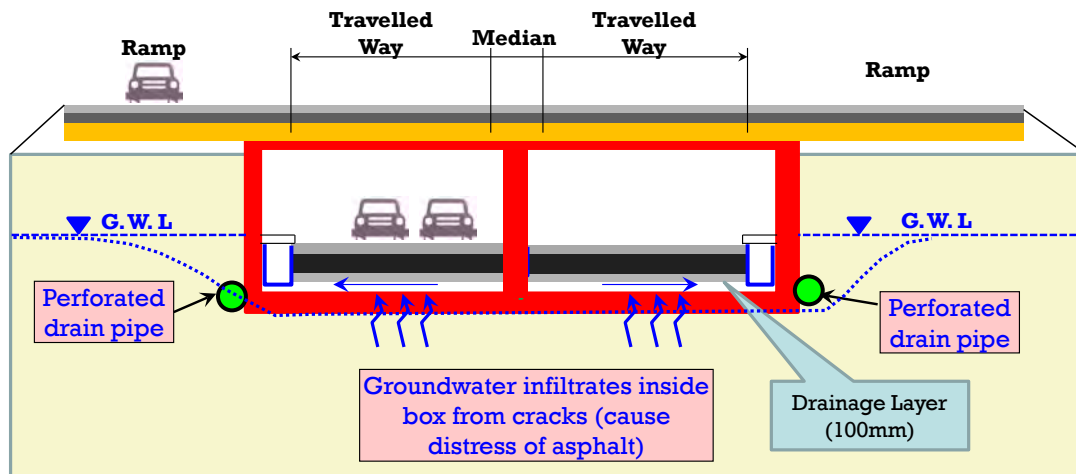 Travelled
Way
Median
Travelled
Way
Ramp
Ramp
G. W. L
G. W. L
Perforated
drain pipe
Perforated
drain pipe
Groundwater infiltrates inside
box from cracks (cause
distress of asphalt)
Drainage Layer
(100mm)